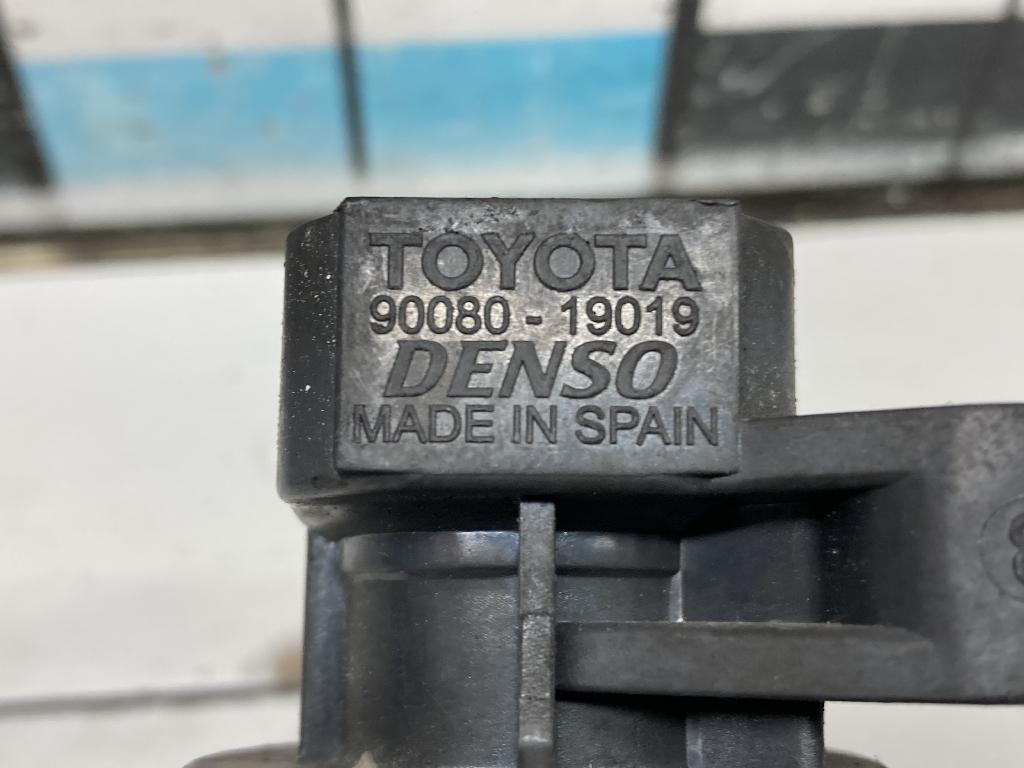 TOYOTA
90080-19019
DENSO
MADE IN SPAIN